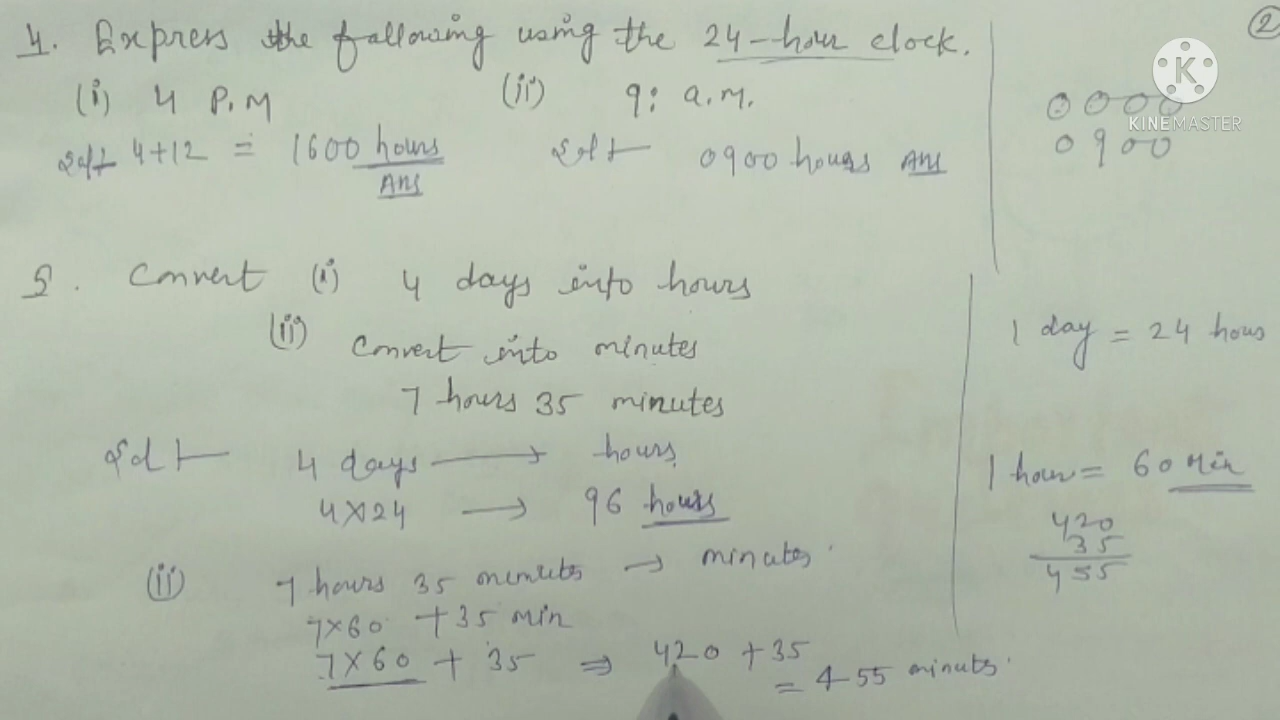 ②
4. Express the following using the 24-hour clock.
(i) 4 P.M (ii) 9: a.m.
Sol 4+12 = 1600 hours Sol 0900 hours Ans
Ans
K
KINEMASTER
0000
0900
5. Convert (i) 4 days into hours
(ii) Convert into minutes
7 hours 35 minutes
Sol 4 days → hours
4×24 → 96 hours
(ii) 7 hours 35 minutes → minutes
7×60 + 35 min
7×60 + 35 ⇒ 420 + 35
= 455 minutes
1 day = 24 hours
1 hour = 60 Min
420
35
455